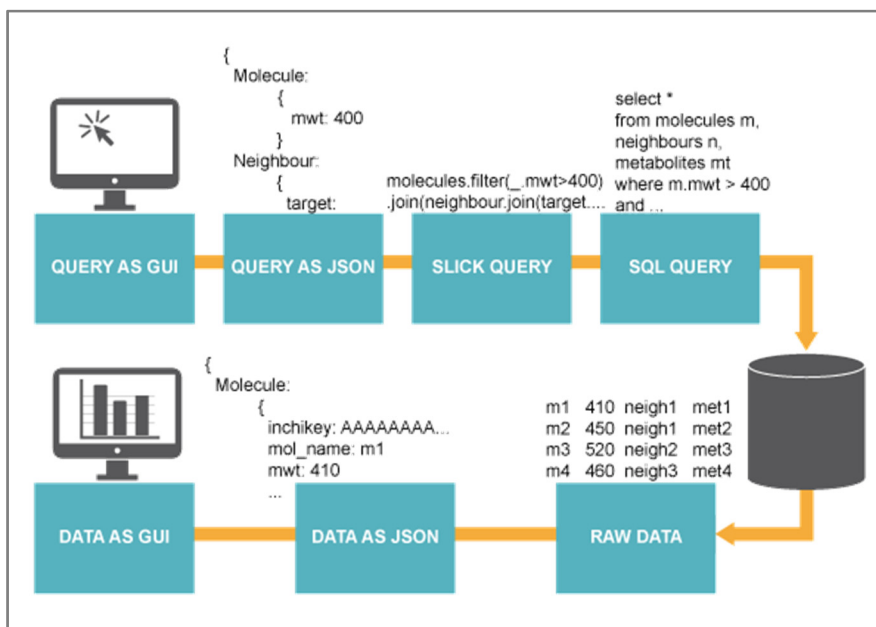 {
Molecule:
{
mwt: 400
}
Neighbour:
{
target:
molecules.filter(_.mwt>400)
.join(neighbour.join(target....
select *
from molecules m,
neighbours n,
metabolites mt
where m.mwt > 400
and ...
QUERY AS GUI
QUERY AS JSON
SLICK QUERY
SQL QUERY
{
Molecule:
{
inchikey: AAAAAAAA...
mol_name: m1
mwt: 410
...
m1 410 neigh1 met1
m2 450 neigh1 met2
m3 520 neigh2 met3
m4 460 neigh3 met4
DATA AS GUI
DATA AS JSON
RAW DATA